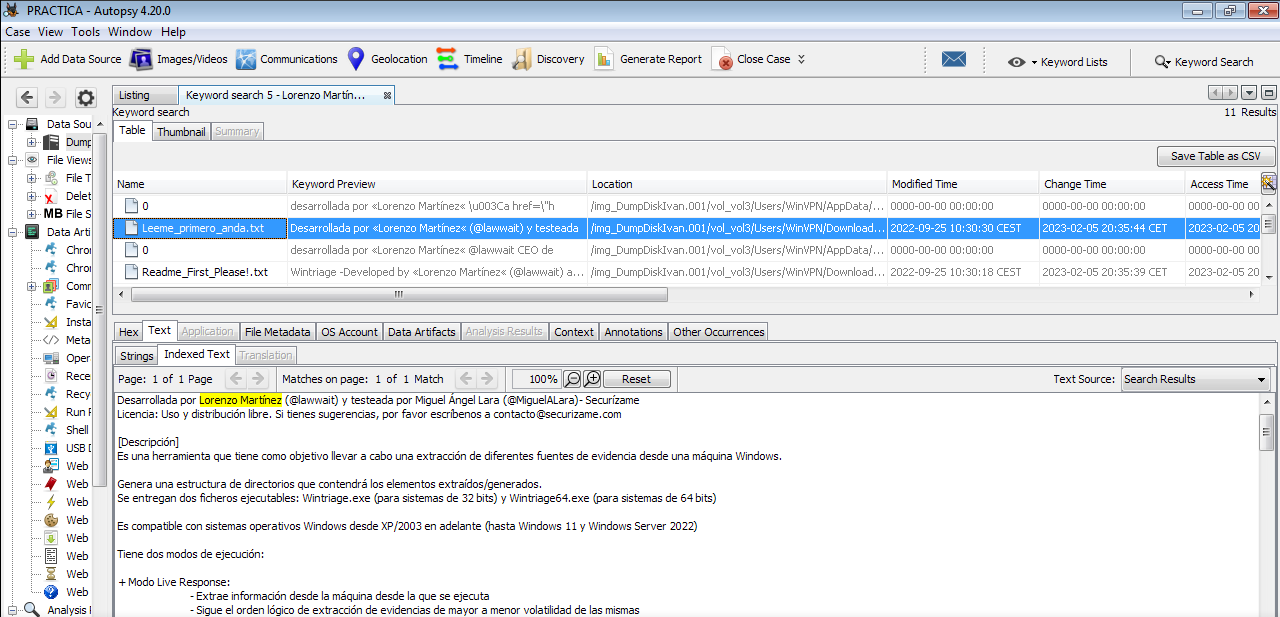 PRACTICA - Autopsy 4.20.0
Case View Tools Window Help
Add Data Source Images/Videos Communications Geolocation Timeline Discovery Generate Report Close Case Keyword Lists Keyword Search
Listing Keyword search 5 - Lorenzo Martín...
Keyword search 11 Results
Table Thumbnail Summary
Save Table as CSV
Name Keyword Preview Location Modified Time Change Time Access Time
0 desarrollada por «Lorenzo Martínez« \u003Ca href=\"h /img_DumpDiskIvan.001/vol_vol3/Users/WinVPN/AppData/... 0000-00-00 00:00:00 0000-00-00 00:00:00 0000-00-00 00
Leeme_primero_anda.txt Desarrollada por «Lorenzo Martínez« (@lawwait) y testeada /img_DumpDiskIvan.001/vol_vol3/Users/WinVPN/Download... 2022-09-25 10:30:30 CEST 2023-02-05 20:35:44 CET 2023-02-05 20
0 desarrollada por «Lorenzo Martínez« @lawwait CEO de /img_DumpDiskIvan.001/vol_vol3/Users/WinVPN/AppData/... 0000-00-00 00:00:00 0000-00-00 00:00:00 0000-00-00 00
Readme_First_Please!.txt Wintriage -Developed by «Lorenzo Martínez« (@lawwait) a... /img_DumpDiskIvan.001/vol_vol3/Users/WinVPN/Download... 2022-09-25 10:30:18 CEST 2023-02-05 20:35:39 CET 2023-02-05 20
Data Sou
Dump
File Views
File T
Delet
MB File S
Data Arti
Chron
Chron
Comm
Favic
Insta
Meta
Oper
Rece
Recy
Run P
Shell
USB D
Web
Web
Web
Web
Web
Web
Web
Web
Analysis R
Hex Text Application File Metadata OS Account Data Artifacts Analysis Results Context Annotations Other Occurrences
Strings Indexed Text Translation
Page: 1 of 1 Page Matches on page: 1 of 1 Match 100% Reset Text Source: Search Results
Desarrollada por Lorenzo Martínez (@lawwait) y testeada por Miguel Ángel Lara (@MiguelALara)- Securízame
Licencia: Uso y distribución libre. Si tienes sugerencias, por favor escríbenos a contacto@securizame.com
[Descripción]
Es una herramienta que tiene como objetivo llevar a cabo una extracción de diferentes fuentes de evidencia desde una máquina Windows.
Genera una estructura de directorios que contendrá los elementos extraídos/generados.
Se entregan dos ficheros ejecutables: Wintriage.exe (para sistemas de 32 bits) y Wintriage64.exe (para sistemas de 64 bits)
Es compatible con sistemas operativos Windows desde XP/2003 en adelante (hasta Windows 11 y Windows Server 2022)
Tiene dos modos de ejecución:
+ Modo Live Response:
- Extrae información desde la máquina desde la que se ejecuta
- Sigue el orden lógico de extracción de evidencias de mayor a menor volatilidad de las mismas